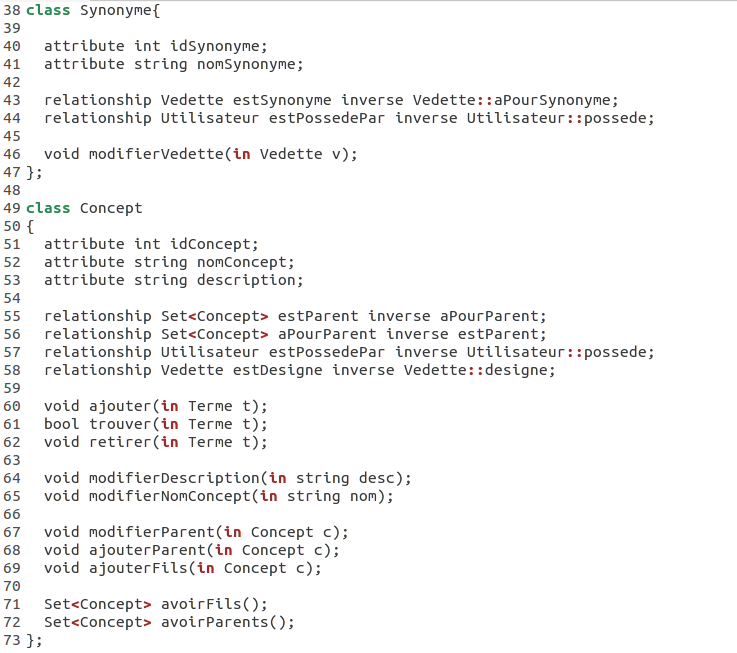 38 class Synonyme{
39
40   attribute int idSynonyme;
41   attribute string nomSynonyme;
42
43   relationship Vedette estSynonyme inverse Vedette::aPourSynonyme;
44   relationship Utilisateur estPossedePar inverse Utilisateur::possede;
45
46   void modifierVedette(in Vedette v);
47 };
48
49 class Concept
50 {
51   attribute int idConcept;
52   attribute string nomConcept;
53   attribute string description;
54
55   relationship Set<Concept> estParent inverse aPourParent;
56   relationship Set<Concept> aPourParent inverse estParent;
57   relationship Utilisateur estPossedePar inverse Utilisateur::possede;
58   relationship Vedette estDesigne inverse Vedette::designe;
59
60   void ajouter(in Terme t);
61   bool trouver(in Terme t);
62   void retirer(in Terme t);
63
64   void modifierDescription(in string desc);
65   void modifierNomConcept(in string nom);
66
67   void modifierParent(in Concept c);
68   void ajouterParent(in Concept c);
69   void ajouterFils(in Concept c);
70
71   Set<Concept> avoirFils();
72   Set<Concept> avoirParents();
73 };